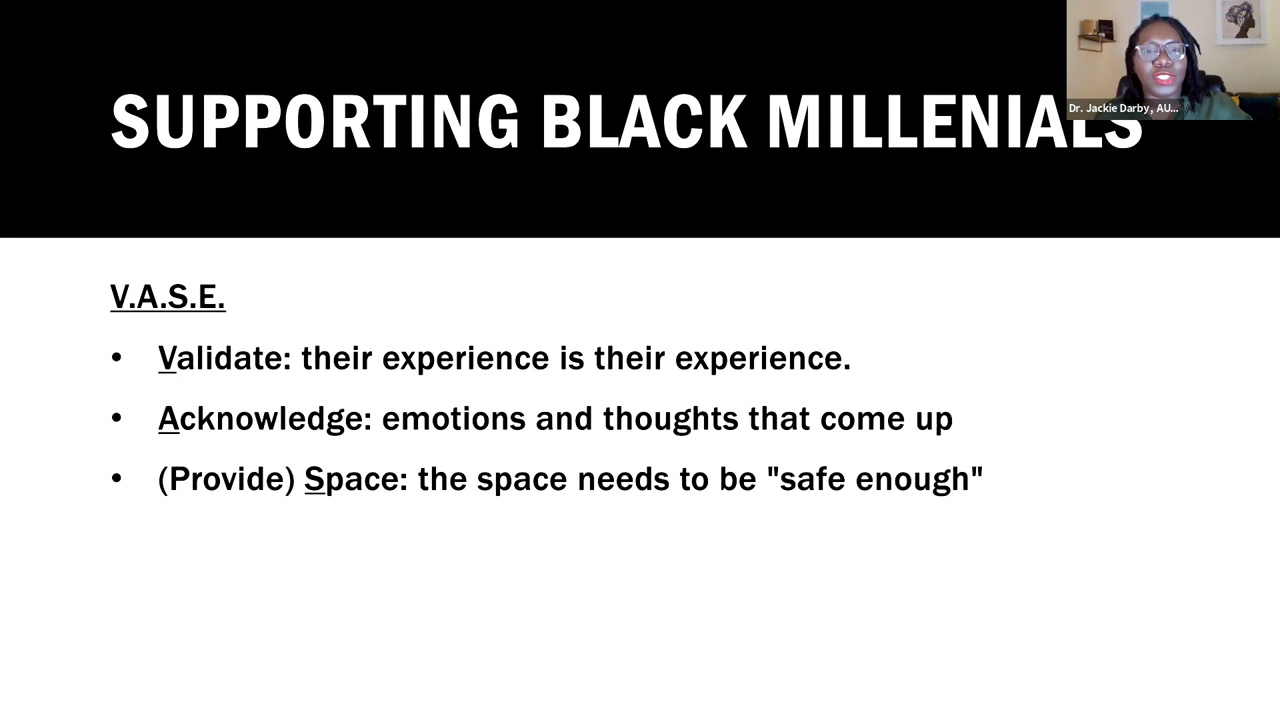 SUPPORTING BLACK MILLENIALS
Dr. Jackie Darby, AU...
V.A.S.E.
• Validate: their experience is their experience.
• Acknowledge: emotions and thoughts that come up
• (Provide) Space: the space needs to be "safe enough"